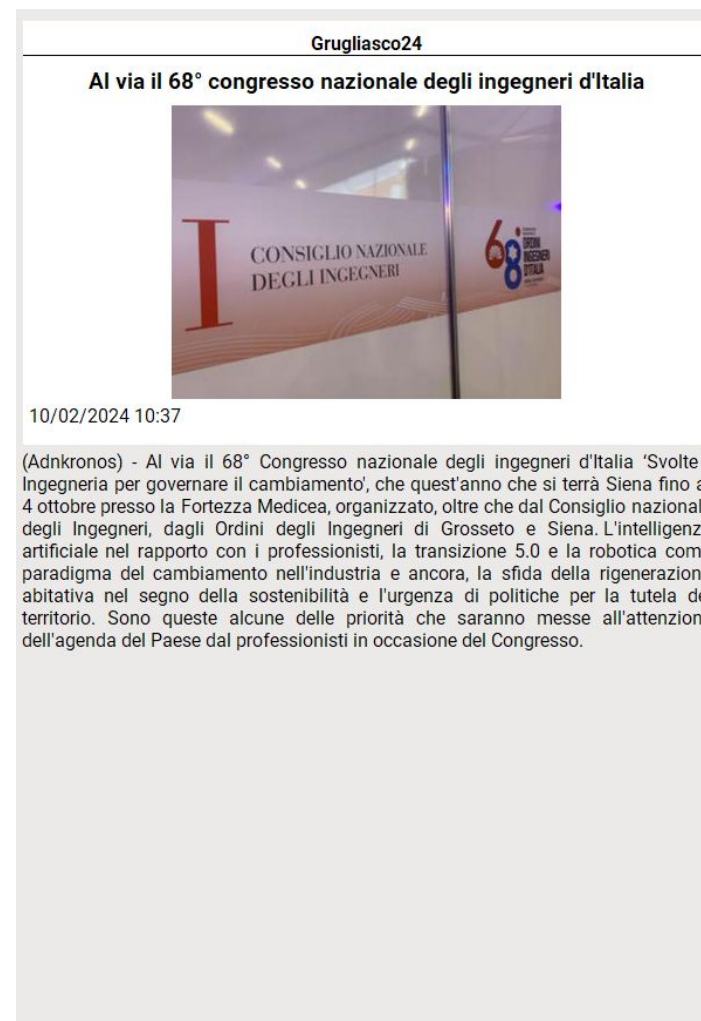 Grugliasco24
Al via il 68° congresso nazionale degli ingegneri d'Italia
I
CONSIGLIO NAZIONALE
DEGLI INGEGNERI
68°
ORDINI
INGEGNERI
D'ITALIA
10/02/2024 10:37
(Adnkronos) - Al via il 68° Congresso nazionale degli ingegneri d'Italia ‘Svolte
Ingegneria per governare il cambiamento', che quest'anno che si terrà Siena fino a
4 ottobre presso la Fortezza Medicea, organizzato, oltre che dal Consiglio nazional
degli Ingegneri, dagli Ordini degli Ingegneri di Grosseto e Siena. L'intelligenz
artificiale nel rapporto con i professionisti, la transizione 5.0 e la robotica com
paradigma del cambiamento nell'industria e ancora, la sfida della rigenerazion
abitativa nel segno della sostenibilità e l'urgenza di politiche per la tutela de
territorio. Sono queste alcune delle priorità che saranno messe all'attenzion
dell'agenda del Paese dal professionisti in occasione del Congresso.